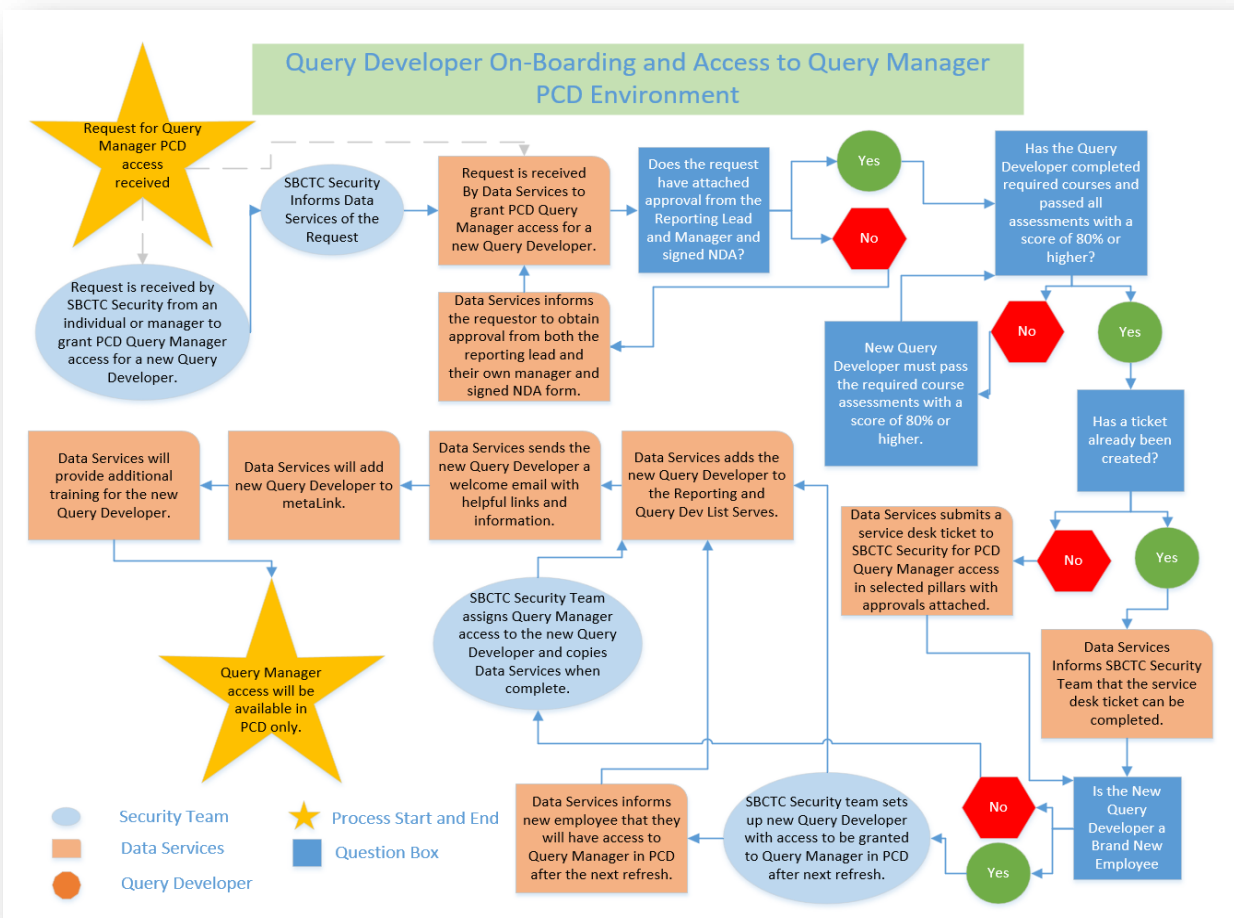 Query Developer On-Boarding and Access to Query Manager
PCD Environment
Request for Query
Manager PCD
access
received
SBCTC Security
Informs Data
Services of the
Request
Request is received
By Data Services to
grant PCD Query
Manager access for a
new Query Developer.
Does the request
have attached
approval from the
Reporting Lead
and Manager and
signed NDA?
Yes
No
Has the Query
Developer completed
required courses and
passed all
assessments with a
score of 80% or
higher?
Request is received by
SBCTC Security from an
individual or manager to
grant PCD Query Manager
access for a new Query
Developer.
Data Services informs
the requestor to obtain
approval from both the
reporting lead and
their own manager and
signed NDA form.
New Query
Developer must pass
the required course
assessments with a
score of 80% or
higher.
No
Yes
Has a ticket
already been
created?
Data Services will
provide additional
training for the new
Query Developer.
Data Services will add
new Query Developer to
metaLink.
Data Services sends the
new Query Developer a
welcome email with
helpful links and
information.
Data Services adds the
new Query Developer to
the Reporting and
Query Dev List Serves.
Data Services submits a
service desk ticket to
SBCTC Security for PCD
Query Manager access
in selected pillars with
approvals attached.
No
Yes
SBCTC Security Team
assigns Query Manager
access to the new Query
Developer and copies
Data Services when
complete.
Data Services
Informs SBCTC Security
Team that the service
desk ticket can be
completed.
Query Manager
access will be
available in
PCD only.
Data Services informs
new employee that they
will have access to
Query Manager in PCD
after the next refresh.
SBCTC Security team sets
up new Query Developer
with access to be granted
to Query Manager in PCD
after next refresh.
No
Yes
Is the New
Query
Developer a
Brand New
Employee
Security Team
Process Start and End
Data Services
Question Box
Query Developer